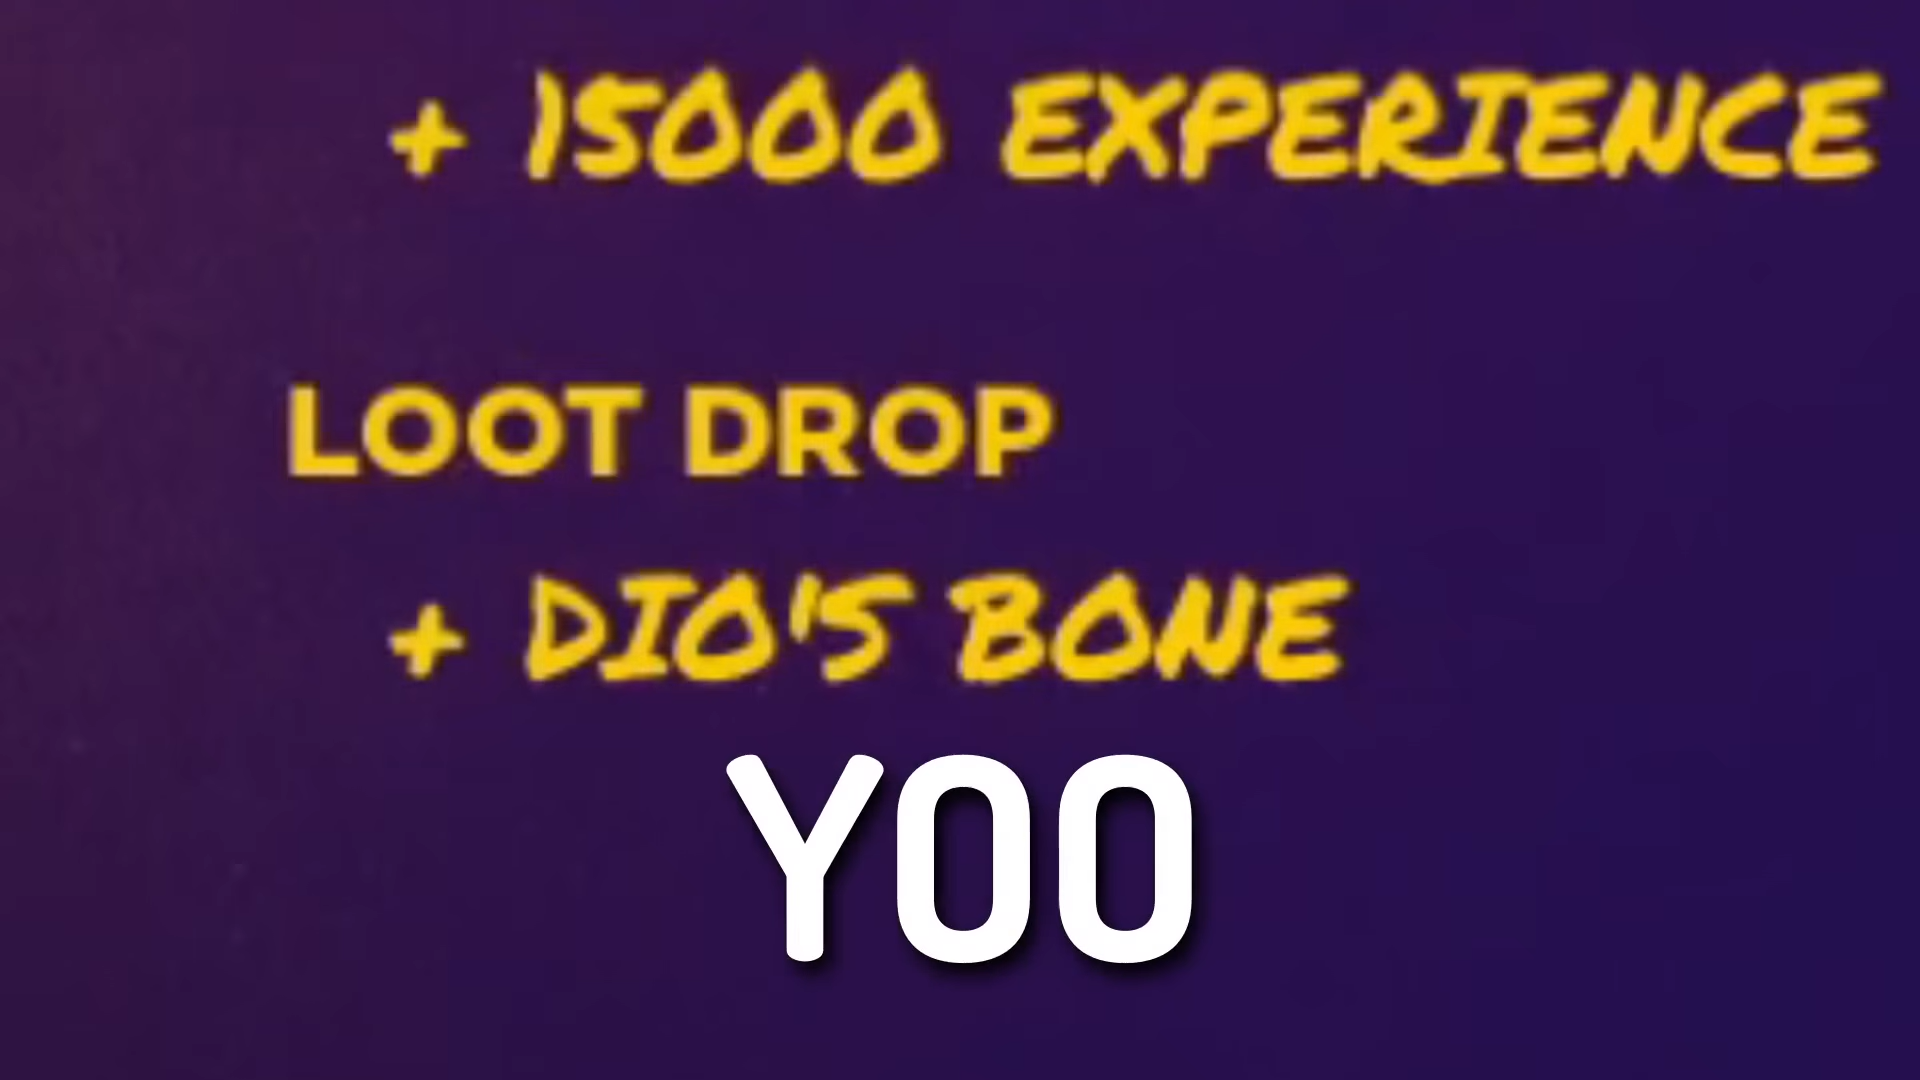 + 15000 EXPERIENCE
LOOT DROP
+ DIO'S BONE
YOO